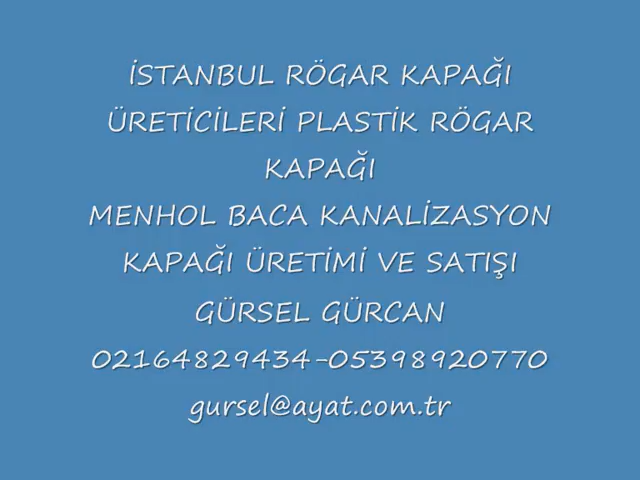 İSTANBUL RÖGAR KAPAĞI
ÜRETİCİLERİ PLASTİK RÖGAR
KAPAĞI
MENHOL BACA KANALİZASYON
KAPAĞI ÜRETİMİ VE SATIŞI
GÜRSEL GÜRCAN
02164829434-05398920770
gursel@ayat.com.tr